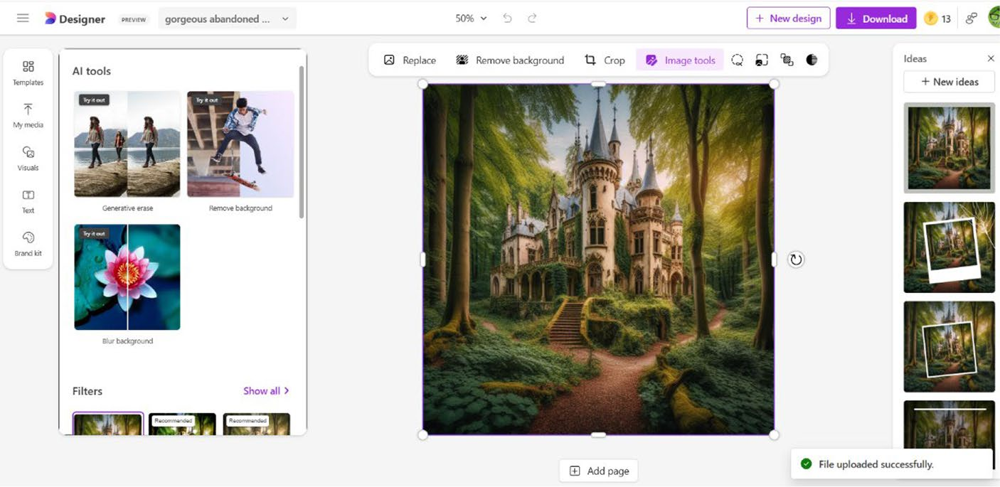 Designer
PREVIEW
gorgeous abandoned ...
50%
New design
Download
13
Templates
My media
Visuals
Text
Brand kit
AI tools
Try it out
Try it out
Generative erase
Remove background
Try it out
Blur background
Filters
Show all
Recommended
Recommended
Replace
Remove background
Crop
Image tools
Add page
Ideas
+ New ideas
File uploaded successfully.